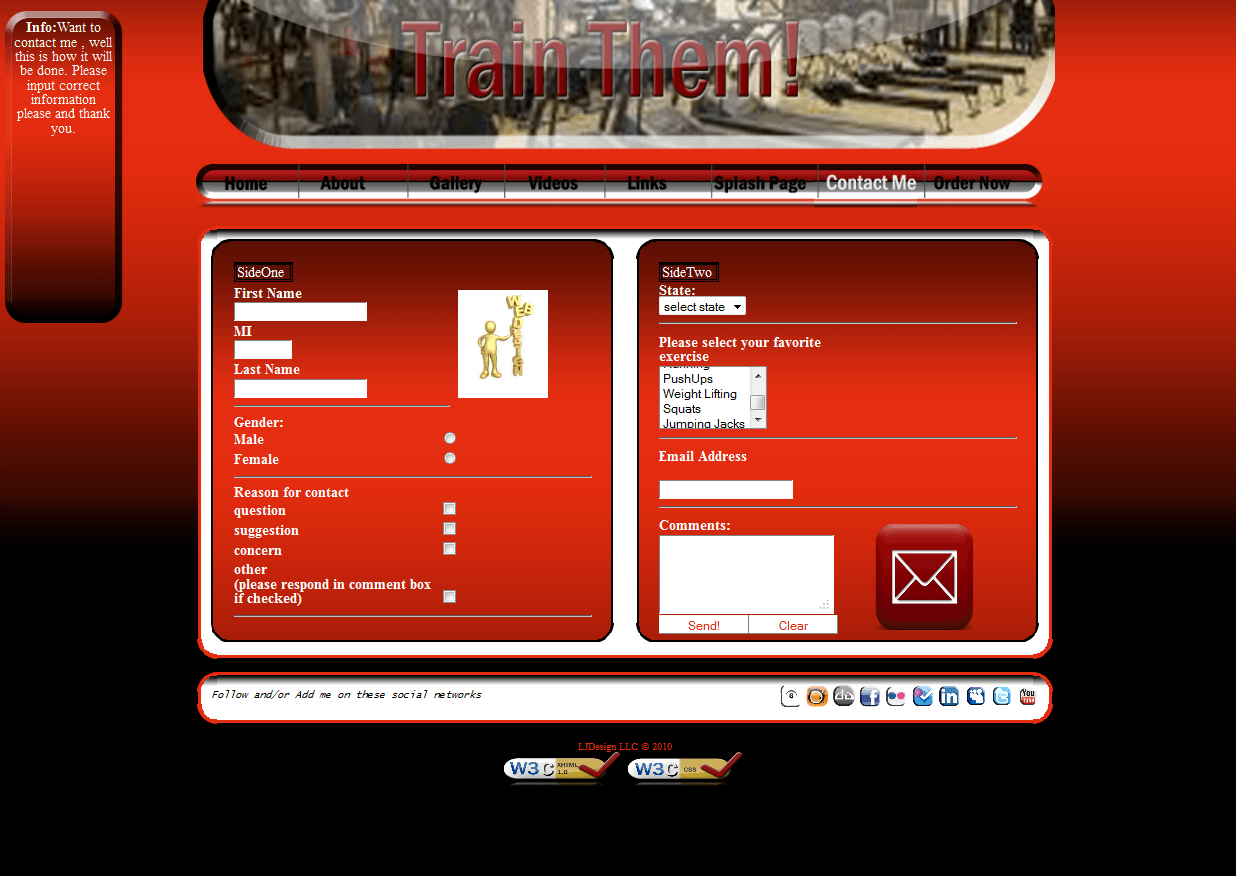 Info:Want to
contact me , well
this is how it will
be done. Please
input correct
information
please and thank
you.
Train Them!
Home About Gallery Videos Links Splash Page Contact Me Order Now
SideOne
First Name
MI
Last Name
WEB DESIGN
Gender:
Male
Female
Reason for contact
question
suggestion
concern
other
(please respond in comment box
if checked)
SideTwo
State:
select state
Please select your favorite
exercise
Running
PushUps
Weight Lifting
Squats
Jumping Jacks
Email Address
Comments:
Send! Clear
Follow and/or Add me on these social networks
You
LJDesign LLC © 2010
W3C XHTML 1.0
W3C CSS